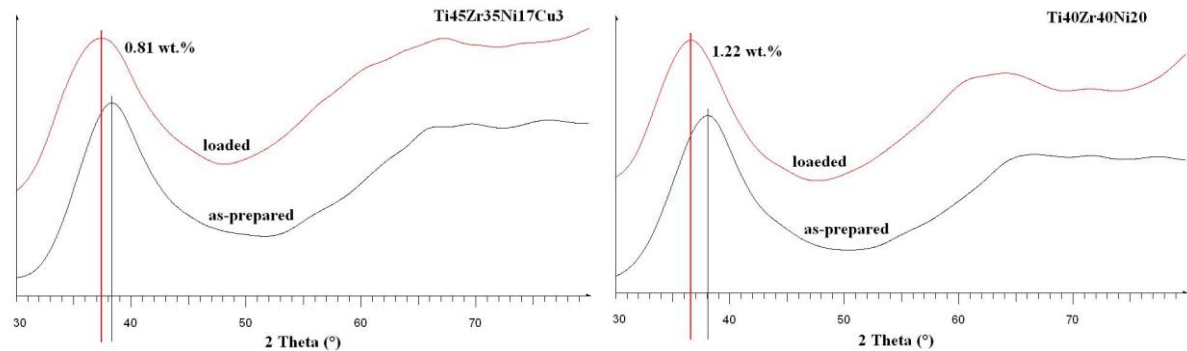 Ti45Zr35Ni17Cu3
0.81 wt.%
loaded
as-prepared
30 40 50 60 70
2 Theta (°)
Ti40Zr40Ni20
1.22 wt.%
loaeded
as-prepared
30 40 50 60 70
2 Theta (°)